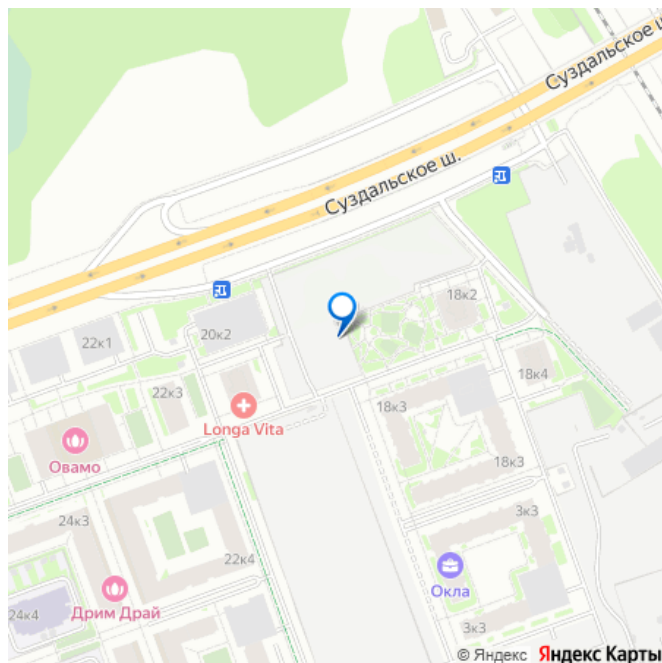 Суздальское ш
Суздальское ш.
18к2
20к2
22к1
18к4
22к3
18к3
Longa Vita
Овамо
18к3
24к3
3к3
22к4
Окла
Дрим Драй
24к4
3к3
© Яндекс Яндекс Карты